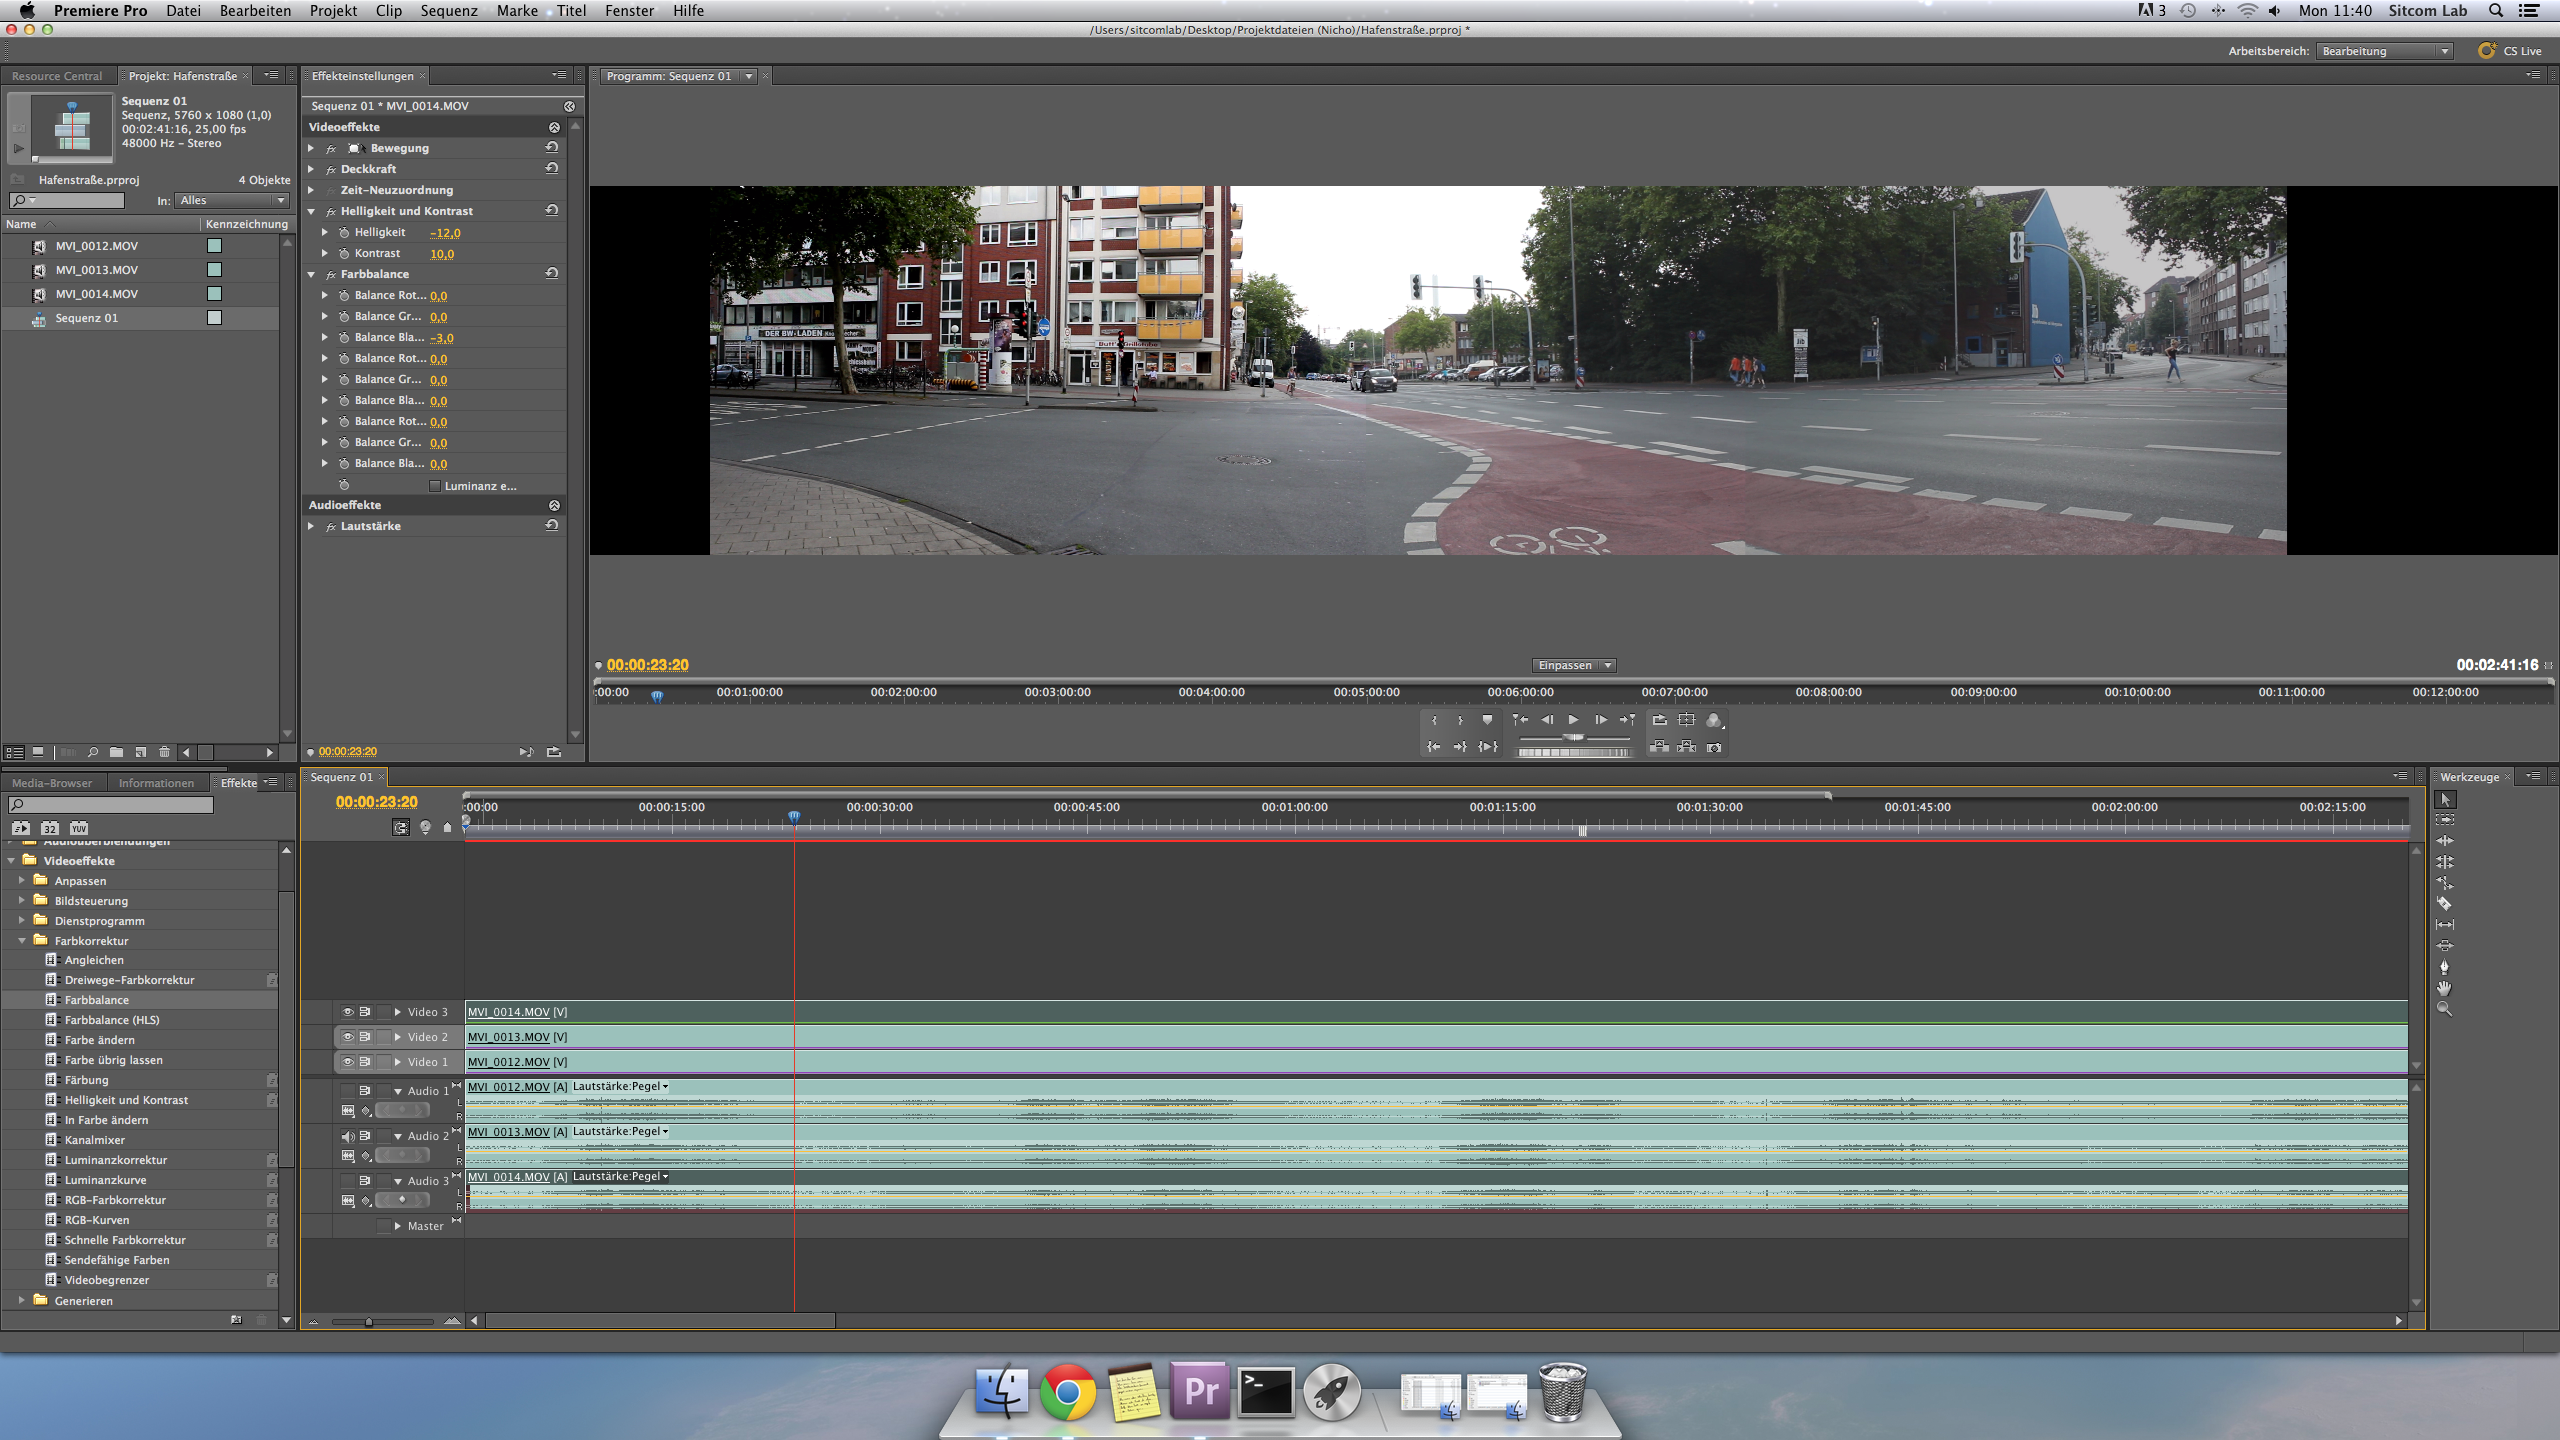 Premiere Pro Datei Bearbeiten Projekt Clip Sequenz Marke Titel Fenster Hilfe
3 Mon 11:40 Sitcom Lab
/Users/sitcomlab/Desktop/Projektdateien (Nicho)/Hafenstraße.prproj *
Arbeitsbereich: Bearbeitung CS Live
Resource Central Projekt: Hafenstraße
Sequenz 01
Sequenz, 5760 x 1080 (1,0)
00:02:41:16, 25,00 fps
48000 Hz – Stereo
Hafenstraße.prproj 4 Objekte
In: Alles
Name Kennzeichnung
MVI_0012.MOV
MVI_0013.MOV
MVI_0014.MOV
Sequenz 01
Effekteinstellungen
Sequenz 01 * MVI_0014.MOV
Videoeffekte
fx Bewegung
fx Deckkraft
Zeit-Neuzuordnung
fx Helligkeit und Kontrast
Helligkeit -12,0
Kontrast 10,0
fx Farbbalance
Balance Rot... 0,0
Balance Gr... 0,0
Balance Bla... -3,0
Balance Rot... 0,0
Balance Gr... 0,0
Balance Bla... 0,0
Balance Rot... 0,0
Balance Gr... 0,0
Balance Bla... 0,0
Luminanz e...
Audioeffekte
fx Lautstärke
00:00:23:20
Programm: Sequenz 01
DER BW-LADEN
00:00:23:20 Einpassen 00:02:41:16
:00:00 00:01:00:00 00:02:00:00 00:03:00:00 00:04:00:00 00:05:00:00 00:06:00:00 00:07:00:00 00:08:00:00 00:09:00:00 00:10:00:00 00:11:00:00 00:12:00:00
Media-Browser Informationen Effekte
32 YUV
Audioüberblendungen
Videoeffekte
Anpassen
Bildsteuerung
Dienstprogramm
Farbkorrektur
Angleichen
Dreiwege-Farbkorrektur
Farbbalance
Farbbalance (HLS)
Farbe ändern
Farbe übrig lassen
Färbung
Helligkeit und Kontrast
In Farbe ändern
Kanalmixer
Luminanzkorrektur
Luminanzkurve
RGB-Farbkorrektur
RGB-Kurven
Schnelle Farbkorrektur
Sendefähige Farben
Videobegrenzer
Generieren
Sequenz 01
00:00:23:20
:00:00 00:00:15:00 00:00:30:00 00:00:45:00 00:01:00:00 00:01:15:00 00:01:30:00 00:01:45:00 00:02:00:00 00:02:15:00
Video 3 MVI_0014.MOV [V]
Video 2 MVI_0013.MOV [V]
Video 1 MVI_0012.MOV [V]
Audio 1 MVI_0012.MOV [A] Lautstärke:Pegel
L
R
Audio 2 MVI_0013.MOV [A] Lautstärke:Pegel
L
R
Audio 3 MVI_0014.MOV [A] Lautstärke:Pegel
L
R
Master
Werkzeuge
Pr